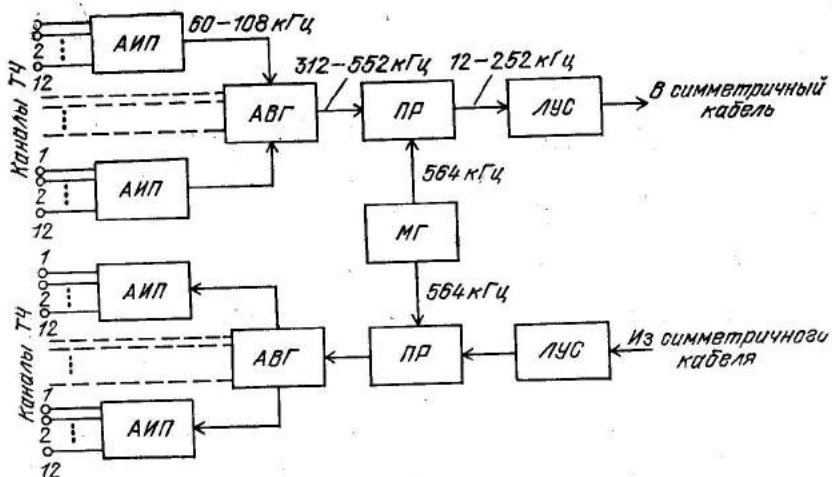 Каналы ТЧ
1
2
12
АИП
60–108 кГц
312–552 кГц
12–252 кГц
АВГ
ПР
ЛУС
В симметричный
кабель
1
2
12
АИП
564 кГц
МГ
564 кГц
Каналы ТЧ
1
2
12
АИП
АВГ
ПР
ЛУС
Из симметричного
кабеля
1
2
12
АИП